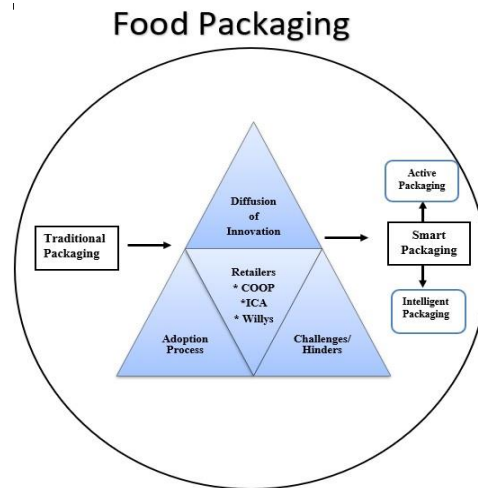 Food Packaging
Traditional
Packaging
Diffusion
of
Innovation
Retailers
* COOP
*ICA
* Willys
Adoption
Process
Challenges/
Hinders
Active
Packaging
Smart
Packaging
Intelligent
Packaging